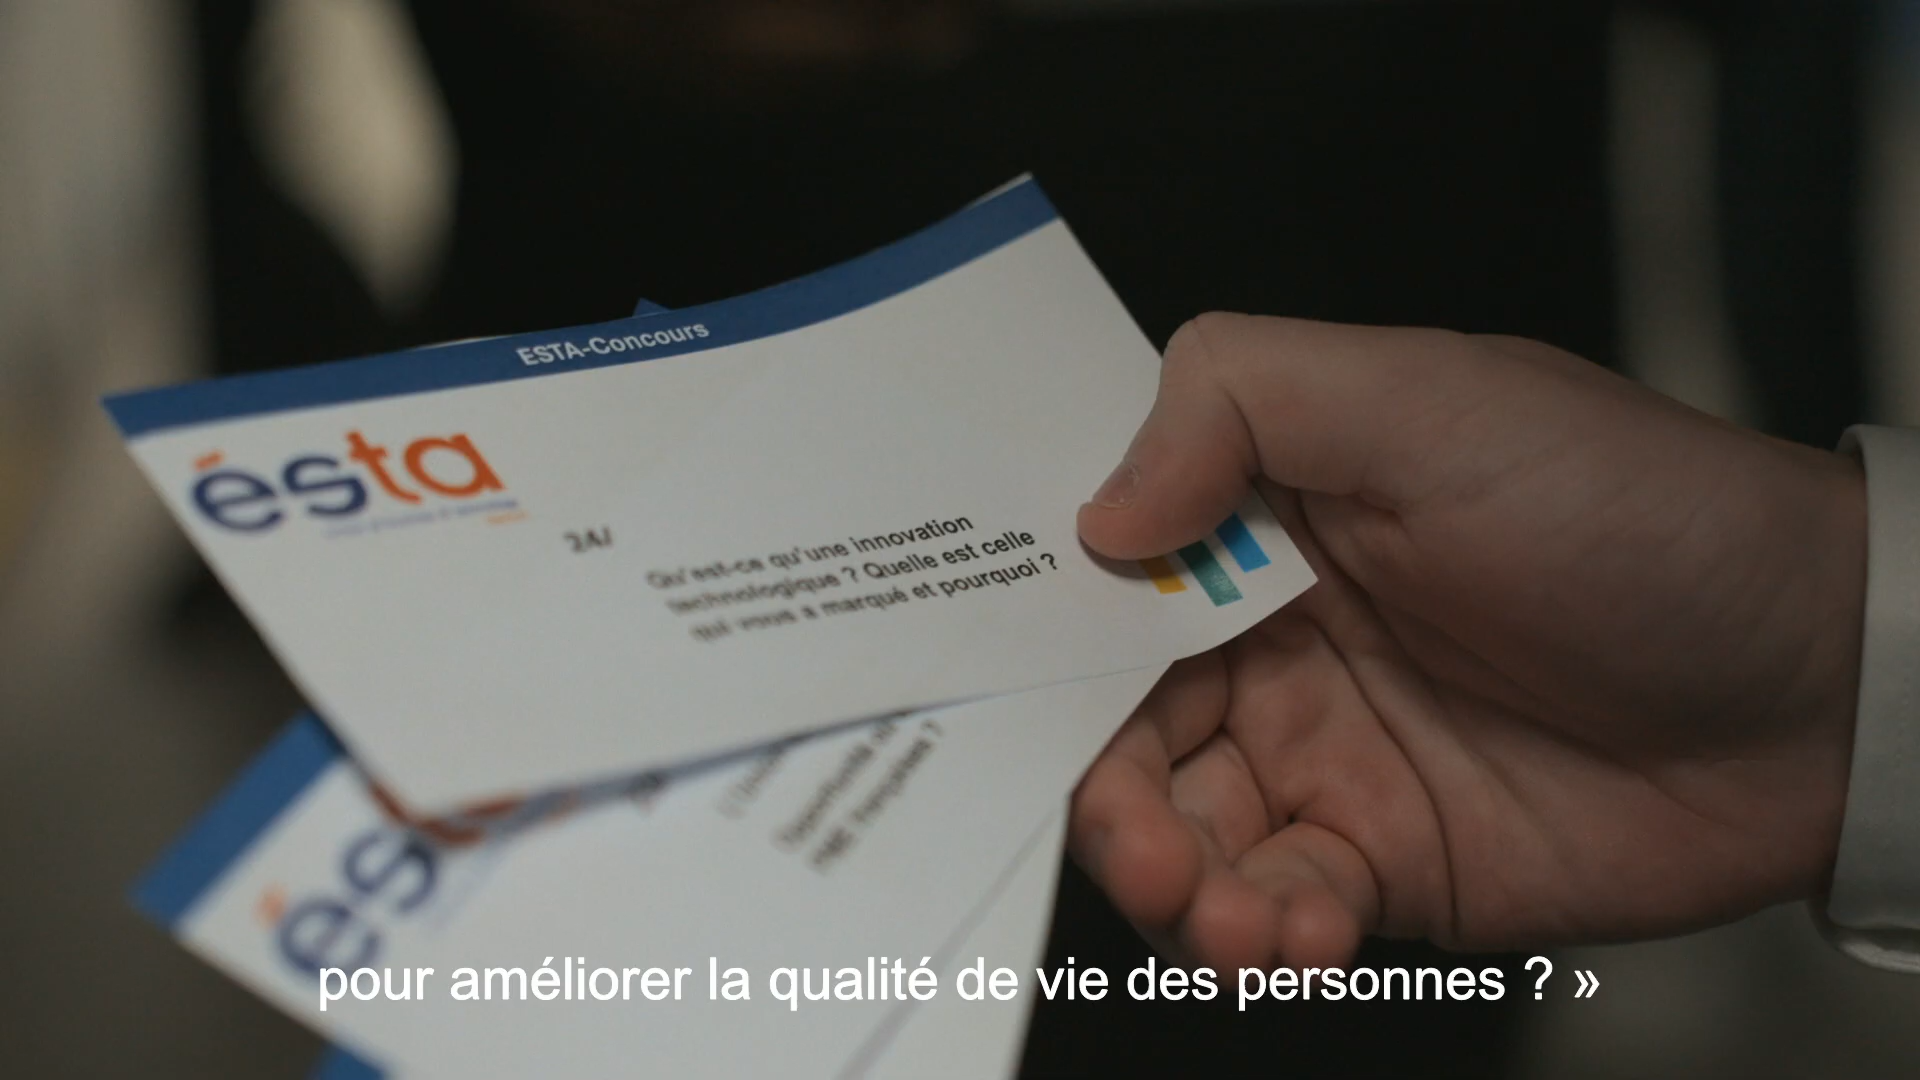 ESTA-Concours
ésta
24/
Qu'est-ce qu'une innovation
technologique ? Quelle est celle
qui vous a marqué et pourquoi ?
és
pour améliorer la qualité de vie des personnes ? »